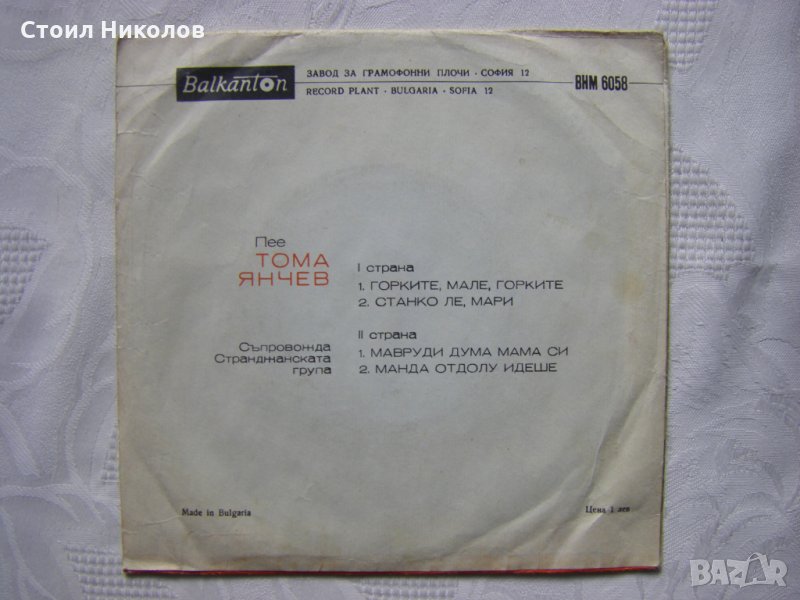 Стоил Николов
Balkanton
ЗАВОД ЗА ГРАМОФОННИ ПЛОЧИ · СОФИЯ 12
RECORD PLANT · BULGARIA · SOFIA 12
ВНМ 6058
Пее
ТОМА
ЯНЧЕВ
I страна
1. ГОРКИТЕ, МАЛЕ, ГОРКИТЕ
2. СТАНКО ЛЕ, МАРИ
Съпровожда
Странджанската
група
II страна
1. МАВРУДИ ДУМА МАМА СИ
2. МАНДА ОТДОЛУ ИДЕШЕ
Made in Bulgaria
Цена 1 лев
BAZAR